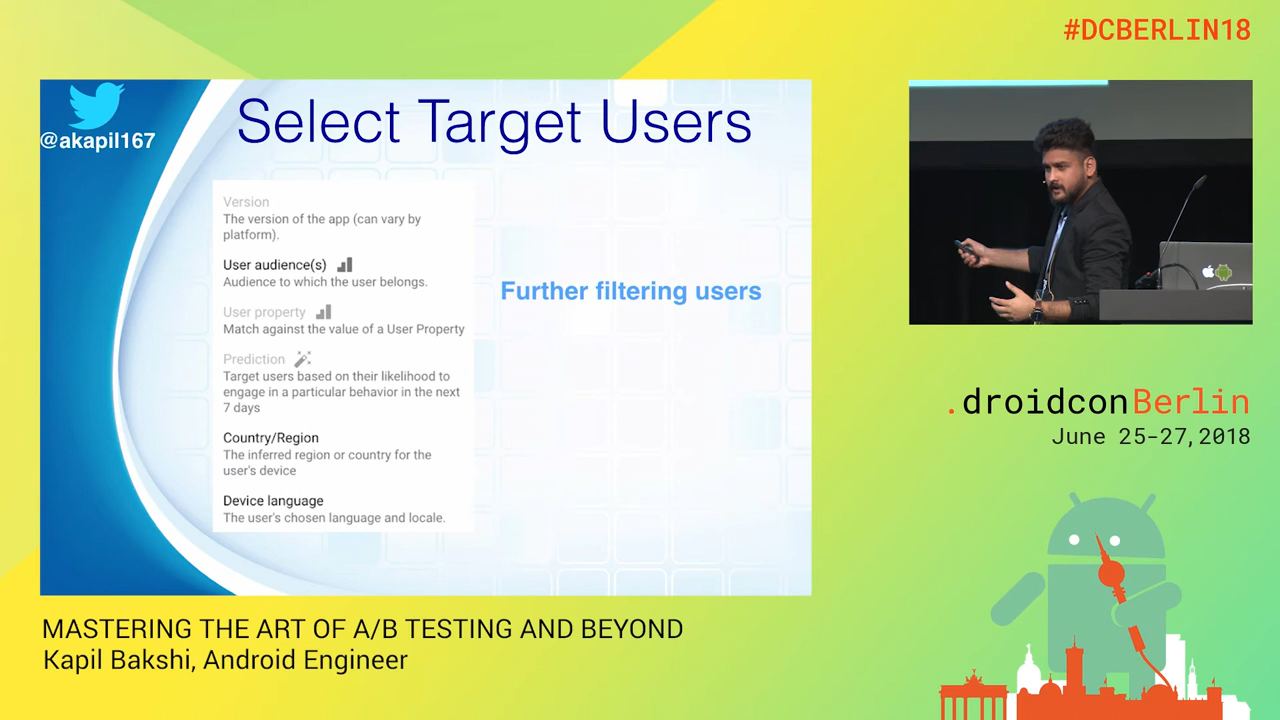 #DCBERLIN18
@akapil167
Select Target Users
Version
The version of the app (can vary by
platform).
User audience(s)
Audience to which the user belongs.
User property
Match against the value of a User Property
Prediction
Target users based on their likelihood to
engage in a particular behavior in the next
7 days
Country/Region
The inferred region or country for the
user's device
Device language
The user's chosen language and locale.
Further filtering users
.droidconBerlin
June 25-27,2018
MASTERING THE ART OF A/B TESTING AND BEYOND
Kapil Bakshi, Android Engineer